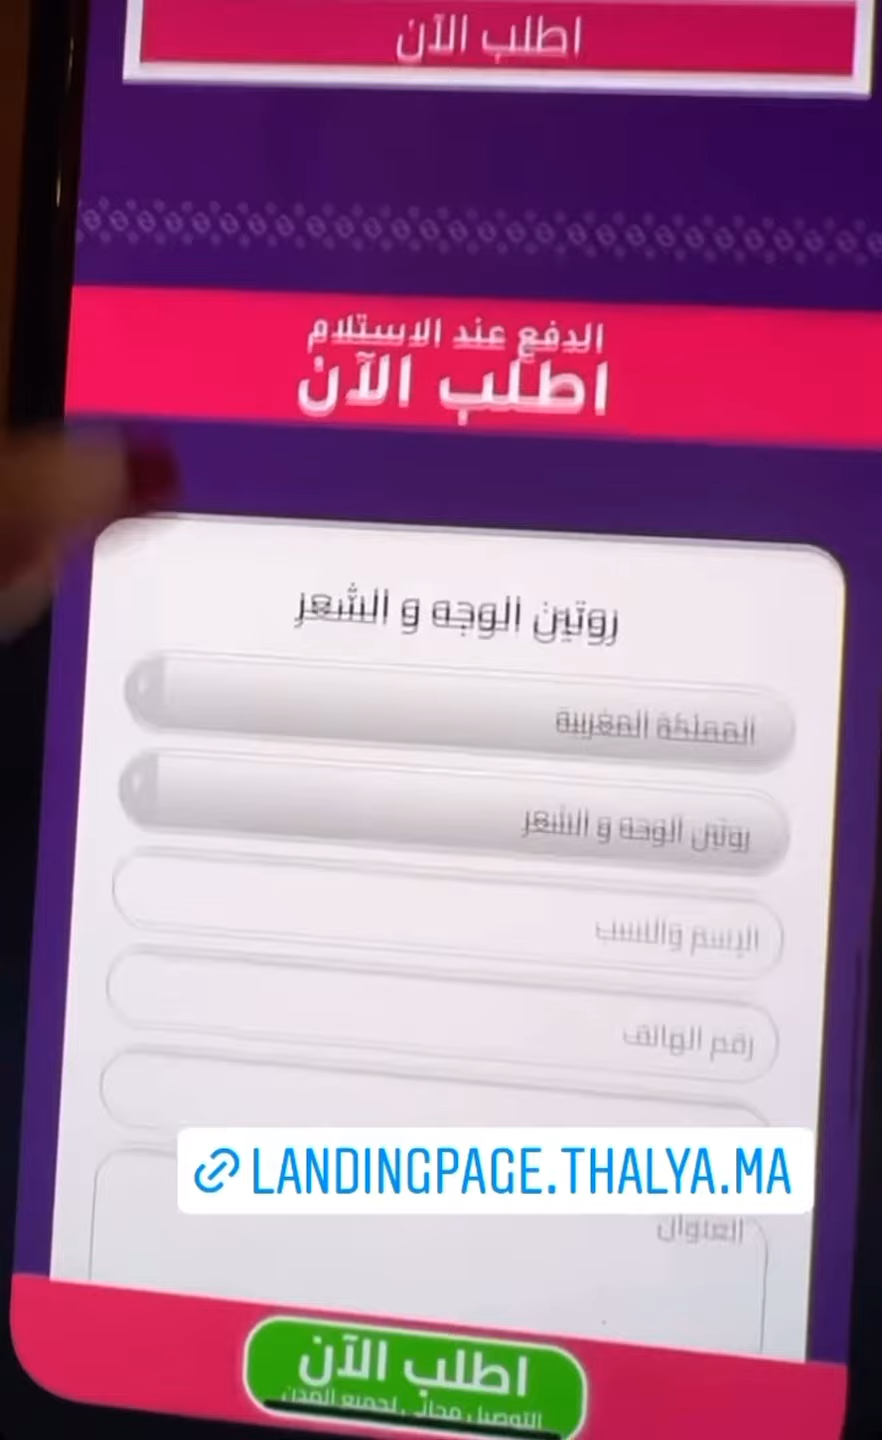 اطلب الآن
الدفع عند الاستلام
اطلب الآن
روتين الوجه و الشعر
المملكة المغربية
روتين الوجه و الشعر
الإسم والنسب
رقم الهاتف
LANDINGPAGE.THALYA.MA
العنوان
اطلب الآن
التوصيل مجاني لجميع المدن